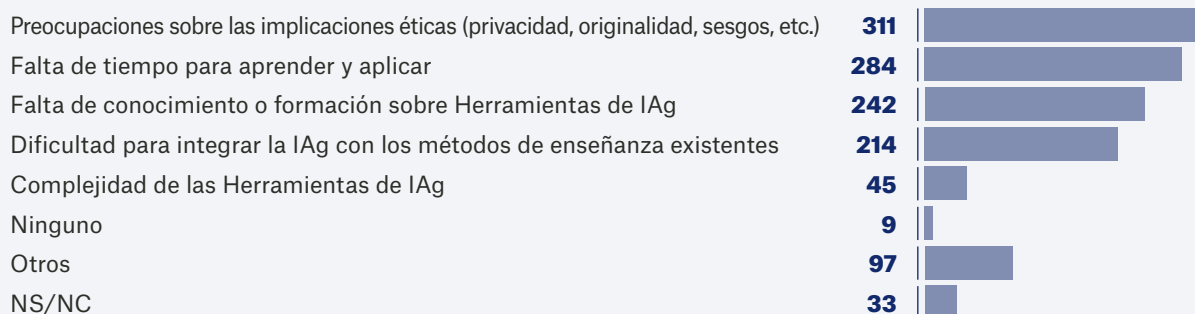 Preocupaciones sobre las implicaciones éticas (privacidad, originalidad, sesgos, etc.) 311
Falta de tiempo para aprender y aplicar 284
Falta de conocimiento o formación sobre Herramientas de IAg 242
Dificultad para integrar la IAg con los métodos de enseñanza existentes 214
Complejidad de las Herramientas de IAg 45
Ninguno 9
Otros 97
NS/NC 33